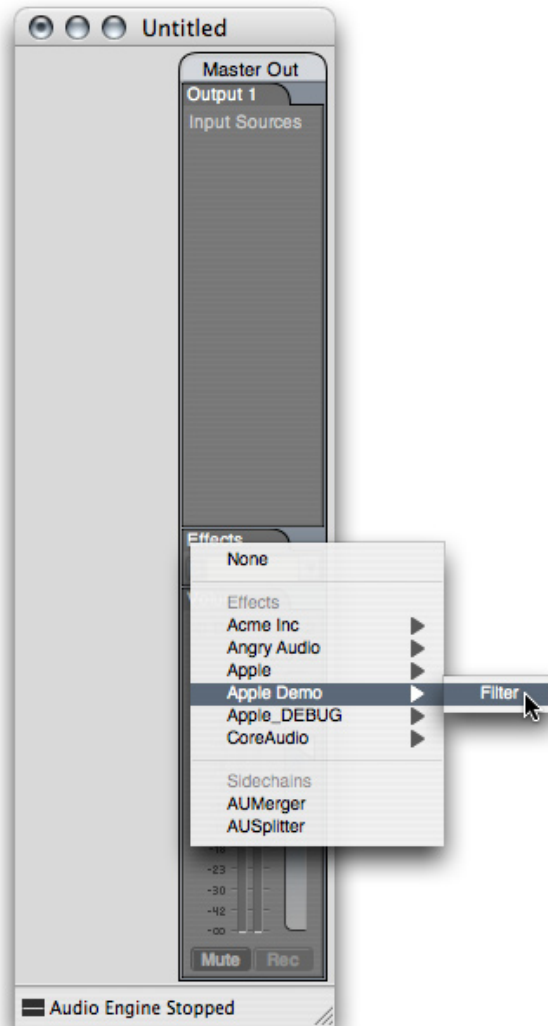 Untitled
Master Out
Output 1
Input Sources
Effects
None
Effects
Acme Inc
Angry Audio
Apple
Apple Demo
Filter
Apple_DEBUG
CoreAudio
Sidechains
AUMerger
AUSplitter
-23
-30
-42
-∞
Mute Rec
Audio Engine Stopped